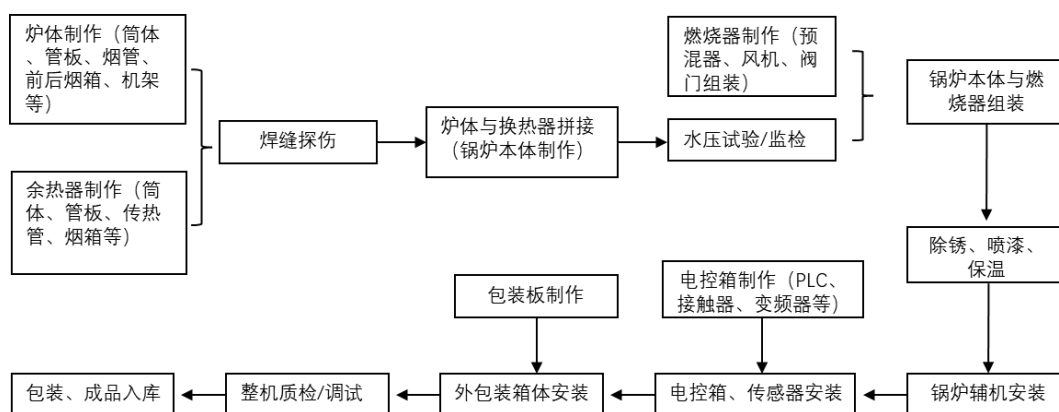 炉体制作（筒体
、管板、烟管、
前后烟箱、机架
等）
燃烧器制作（预
混器、风机、阀
门组装）
锅炉本体与燃
烧器组装
焊缝探伤
炉体与换热器拼接
（锅炉本体制作）
水压试验/监检
余热器制作（筒
体、管板、传热
管、烟箱等）
除锈、喷漆、
保温
包装板制作
电控箱制作（PLC、
接触器、变频器等）
包装、成品入库
整机质检/调试
外包装箱体安装
电控箱、传感器安装
锅炉辅机安装